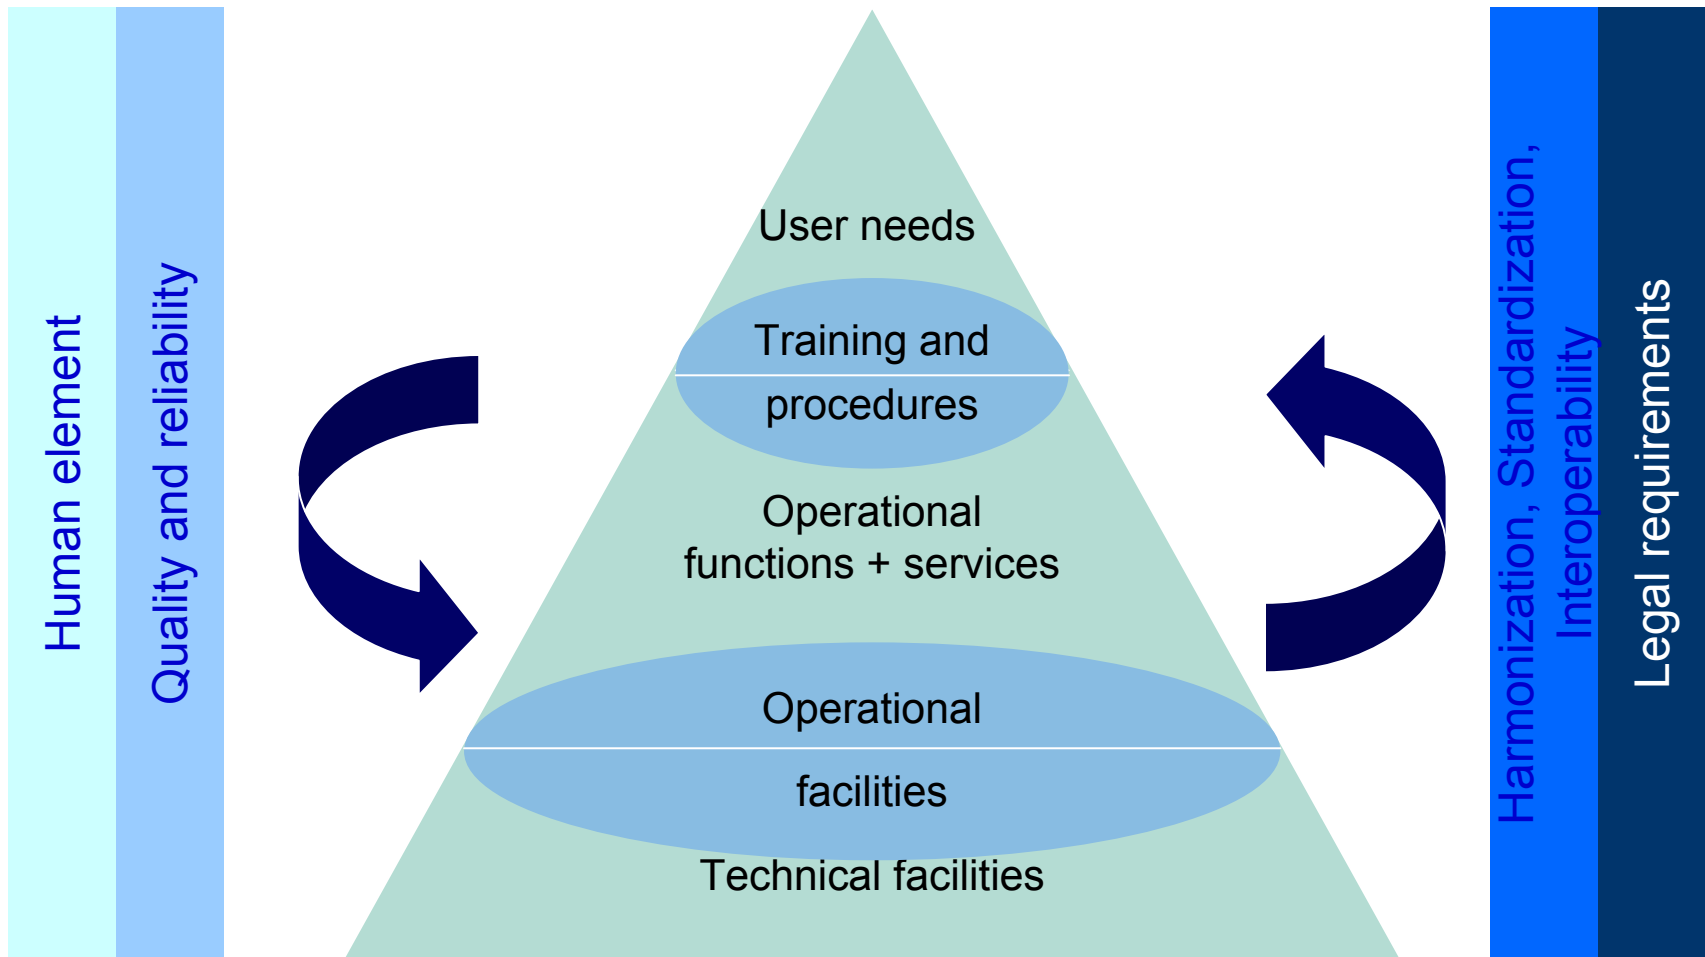 Human element
Quality and reliability
User needs
Training and
procedures
Operational
functions + services
Operational
facilities
Technical facilities
Harmonization, Standardization,
Interoperability
Legal requirements